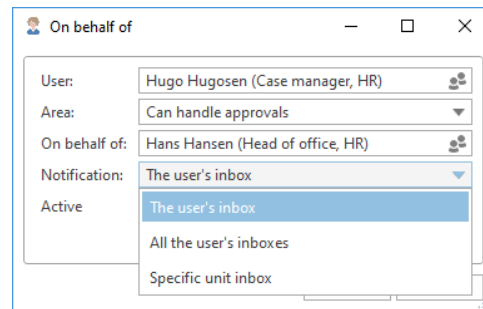 On behalf of
User: Hugo Hugosen (Case manager, HR)
Area: Can handle approvals
On behalf of: Hans Hansen (Head of office, HR)
Notification: The user's inbox
Active The user's inbox
All the user's inboxes
Specific unit inbox